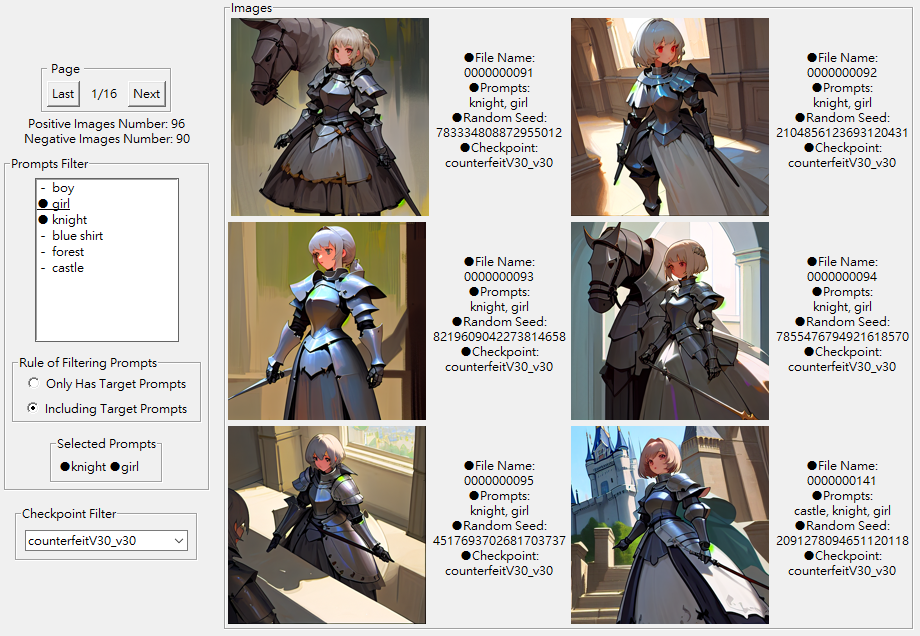 Page
Last 1/16 Next
Positive Images Number: 96
Negative Images Number: 90
Prompts Filter
- boy
● girl
● knight
- blue shirt
- forest
- castle
Rule of Filtering Prompts
Only Has Target Prompts
Including Target Prompts
Selected Prompts
●knight ●girl
Checkpoint Filter
counterfeitV30_v30
Images
●File Name:
0000000091
●Prompts:
knight, girl
●Random Seed:
783334808872955012
●Checkpoint:
counterfeitV30_v30
●File Name:
0000000092
●Prompts:
knight, girl
●Random Seed:
2104856123693120431
●Checkpoint:
counterfeitV30_v30
●File Name:
0000000093
●Prompts:
knight, girl
●Random Seed:
8219609042273814658
●Checkpoint:
counterfeitV30_v30
●File Name:
0000000094
●Prompts:
knight, girl
●Random Seed:
7855476794921618570
●Checkpoint:
counterfeitV30_v30
●File Name:
0000000095
●Prompts:
knight, girl
●Random Seed:
4517693702681703737
●Checkpoint:
counterfeitV30_v30
●File Name:
0000000141
●Prompts:
castle, knight, girl
●Random Seed:
2091278094651120118
●Checkpoint:
counterfeitV30_v30